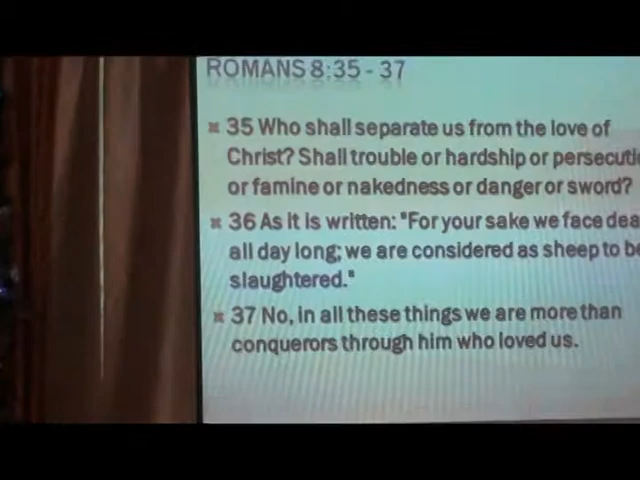 ROMANS 8:35 - 37
35 Who shall separate us from the love of
Christ? Shall trouble or hardship or persecuti
or famine or nakedness or danger or sword?
36 As it is written: "For your sake we face dea
all day long; we are considered as sheep to be
slaughtered."
37 No, in all these things we are more than
conquerors through him who loved us.